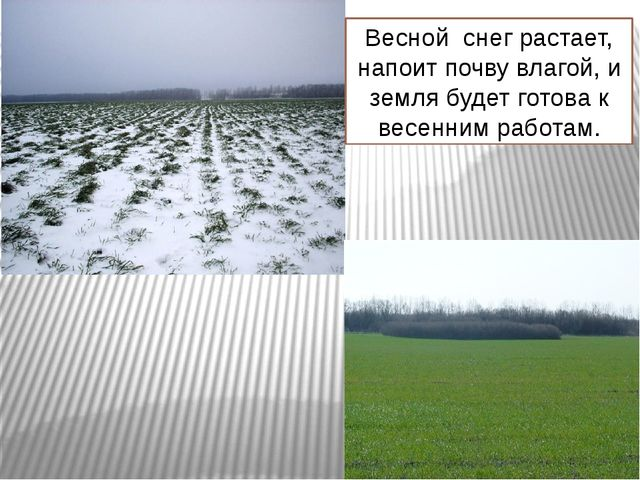 Весной снег растает,
напоит почву влагой, и
земля будет готова к
весенним работам.